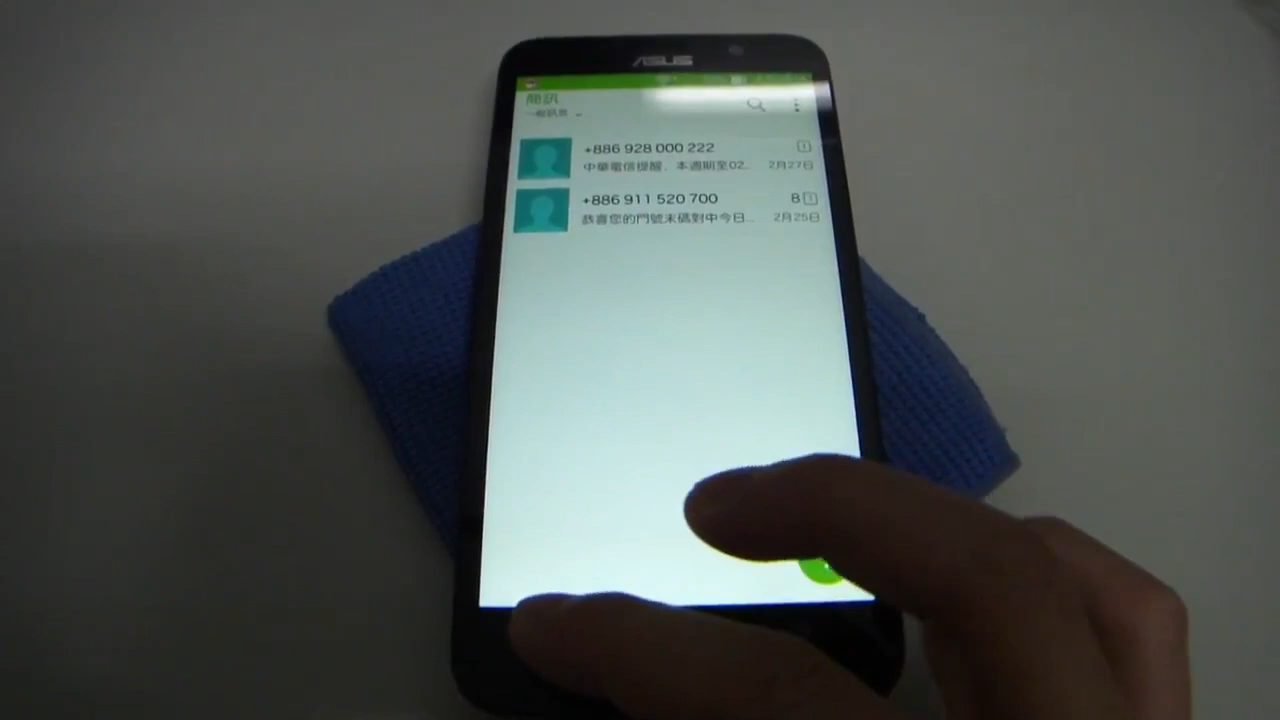 ASUS
簡訊
一般訊息
+886 928 000 222 1
中華電信提醒，本週期至02... 2月27日
+886 911 520 700 8 1
恭喜您的門號末碼對中今日... 2月25日